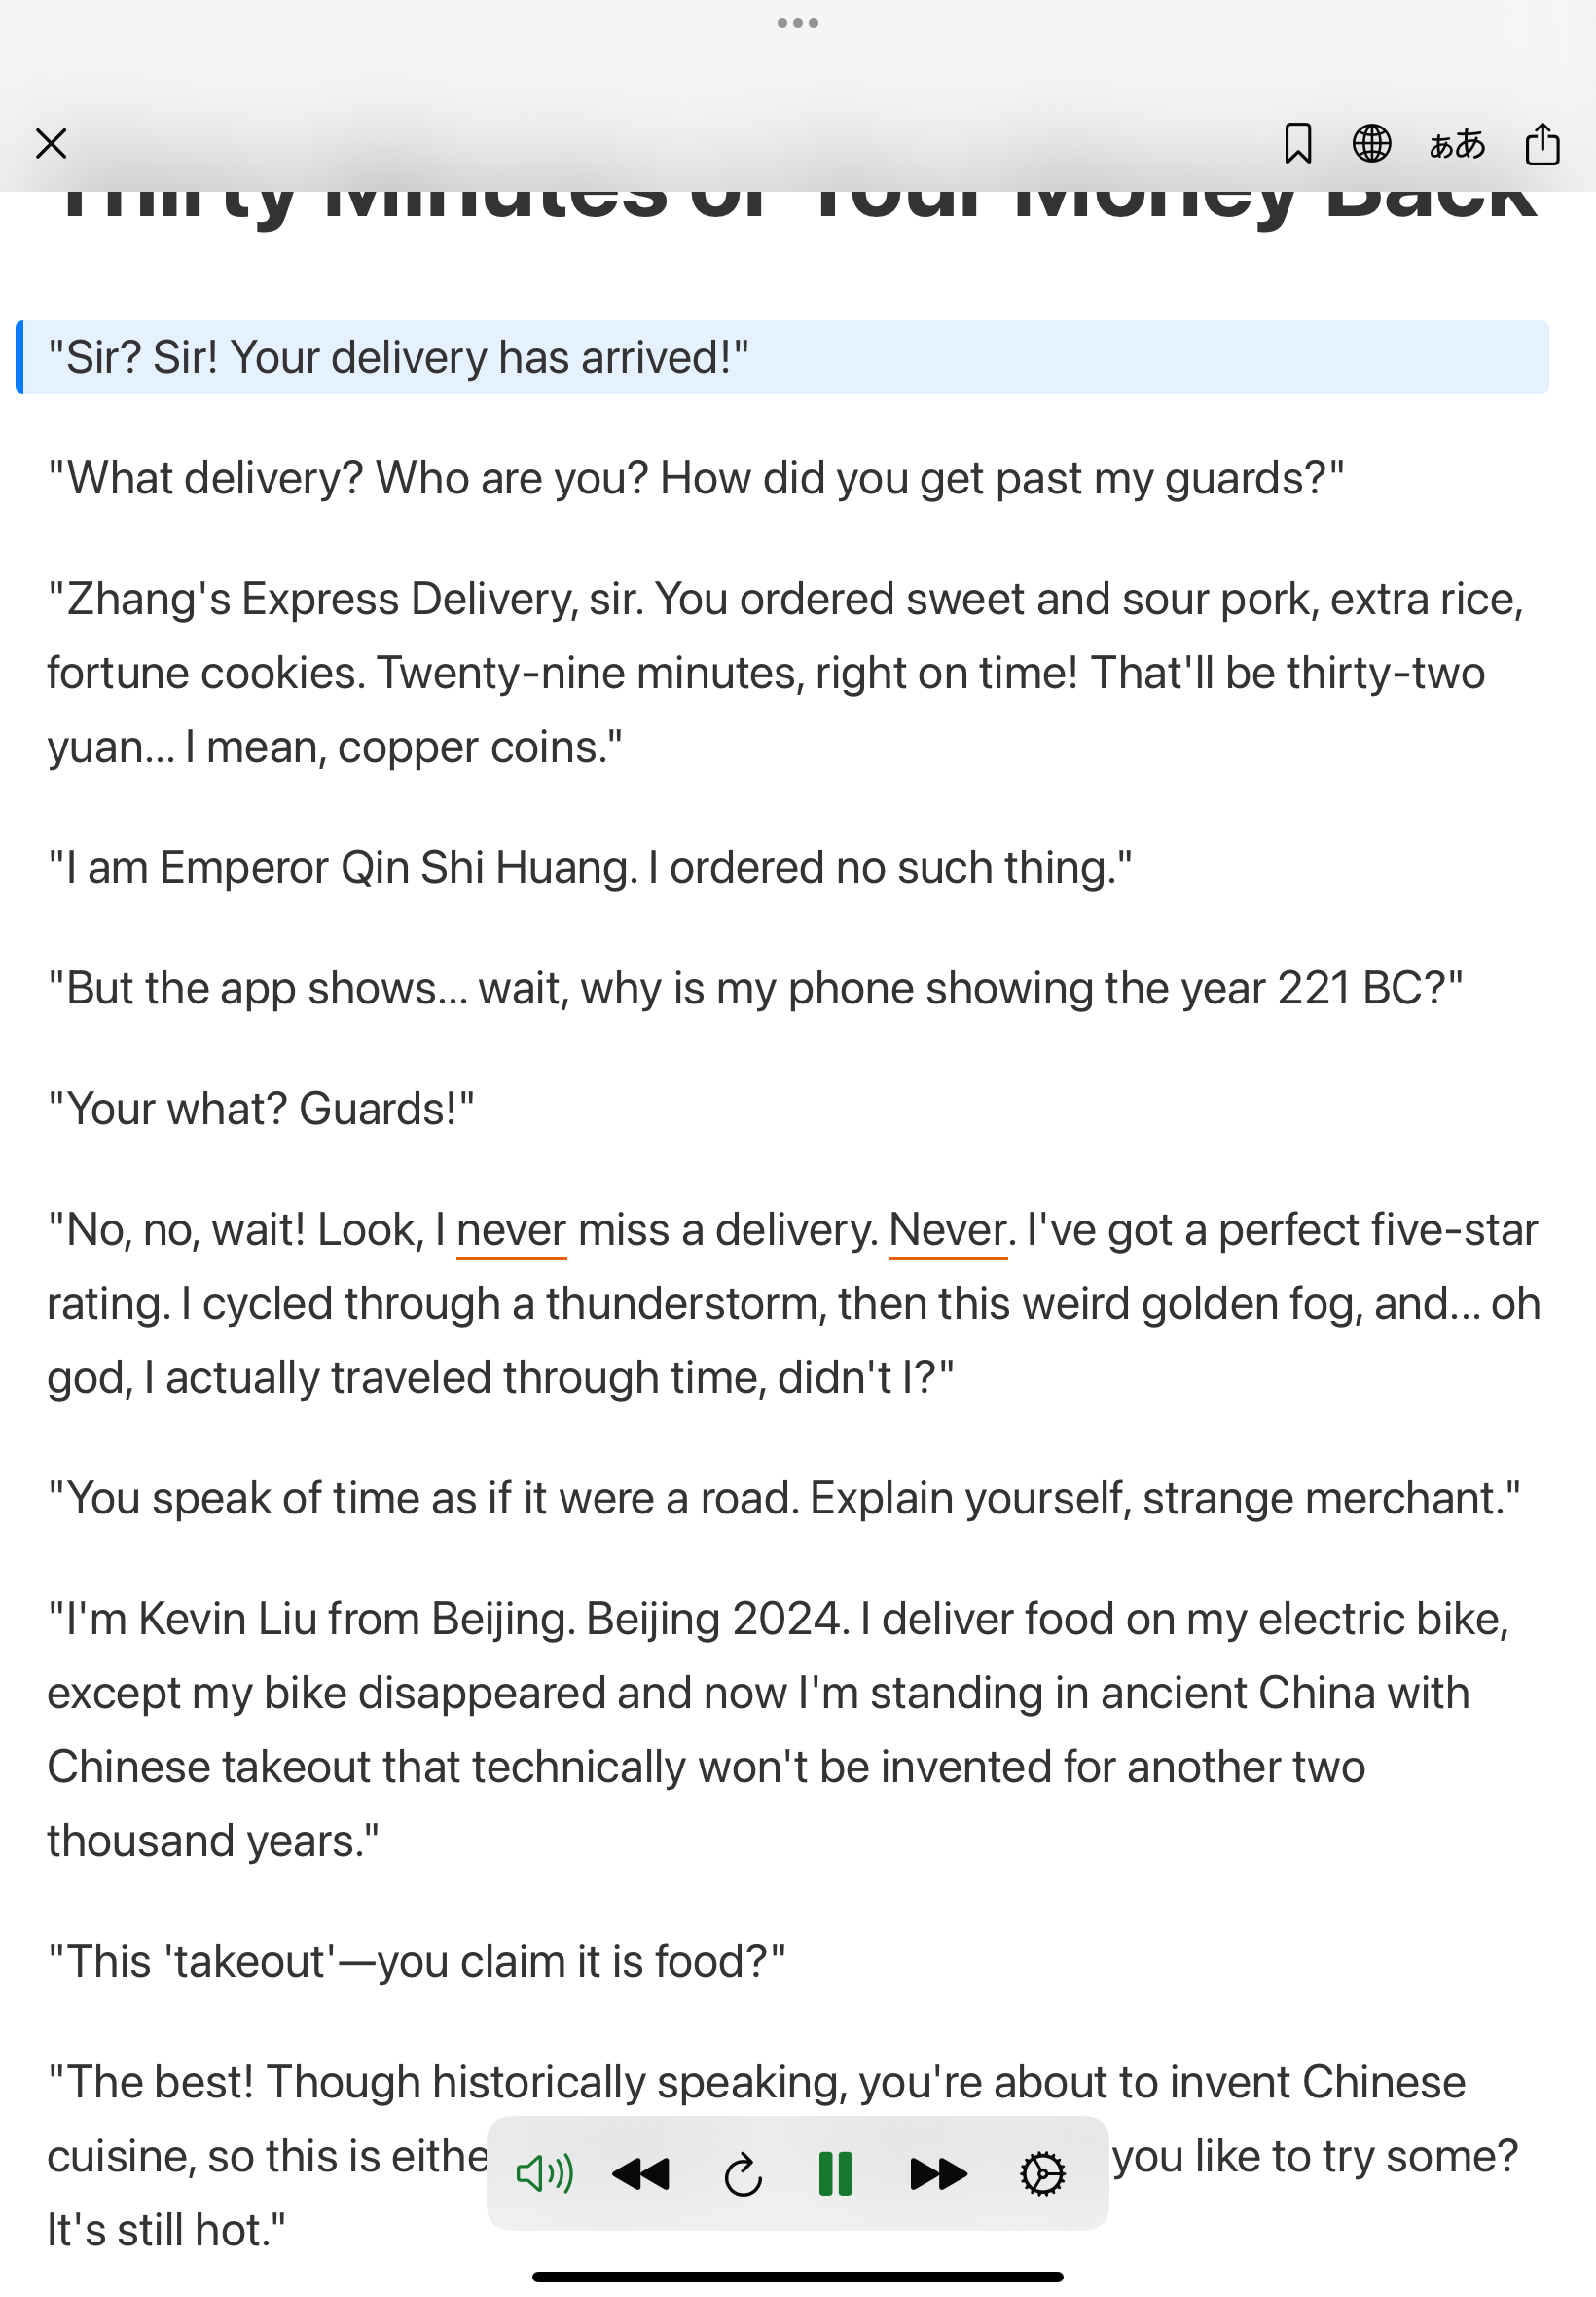 Thirty Minutes or Your Money Back
"Sir? Sir! Your delivery has arrived!"
"What delivery? Who are you? How did you get past my guards?"
"Zhang's Express Delivery, sir. You ordered sweet and sour pork, extra rice,
fortune cookies. Twenty-nine minutes, right on time! That'll be thirty-two
yuan... I mean, copper coins."
"I am Emperor Qin Shi Huang. I ordered no such thing."
"But the app shows... wait, why is my phone showing the year 221 BC?"
"Your what? Guards!"
"No, no, wait! Look, I never miss a delivery. Never. I've got a perfect five-star
rating. I cycled through a thunderstorm, then this weird golden fog, and... oh
god, I actually traveled through time, didn't I?"
"You speak of time as if it were a road. Explain yourself, strange merchant."
"I'm Kevin Liu from Beijing. Beijing 2024. I deliver food on my electric bike,
except my bike disappeared and now I'm standing in ancient China with
Chinese takeout that technically won't be invented for another two
thousand years."
"This 'takeout'—you claim it is food?"
"The best! Though historically speaking, you're about to invent Chinese
cuisine, so this is you like to try some?
It's still hot."
ぁあ